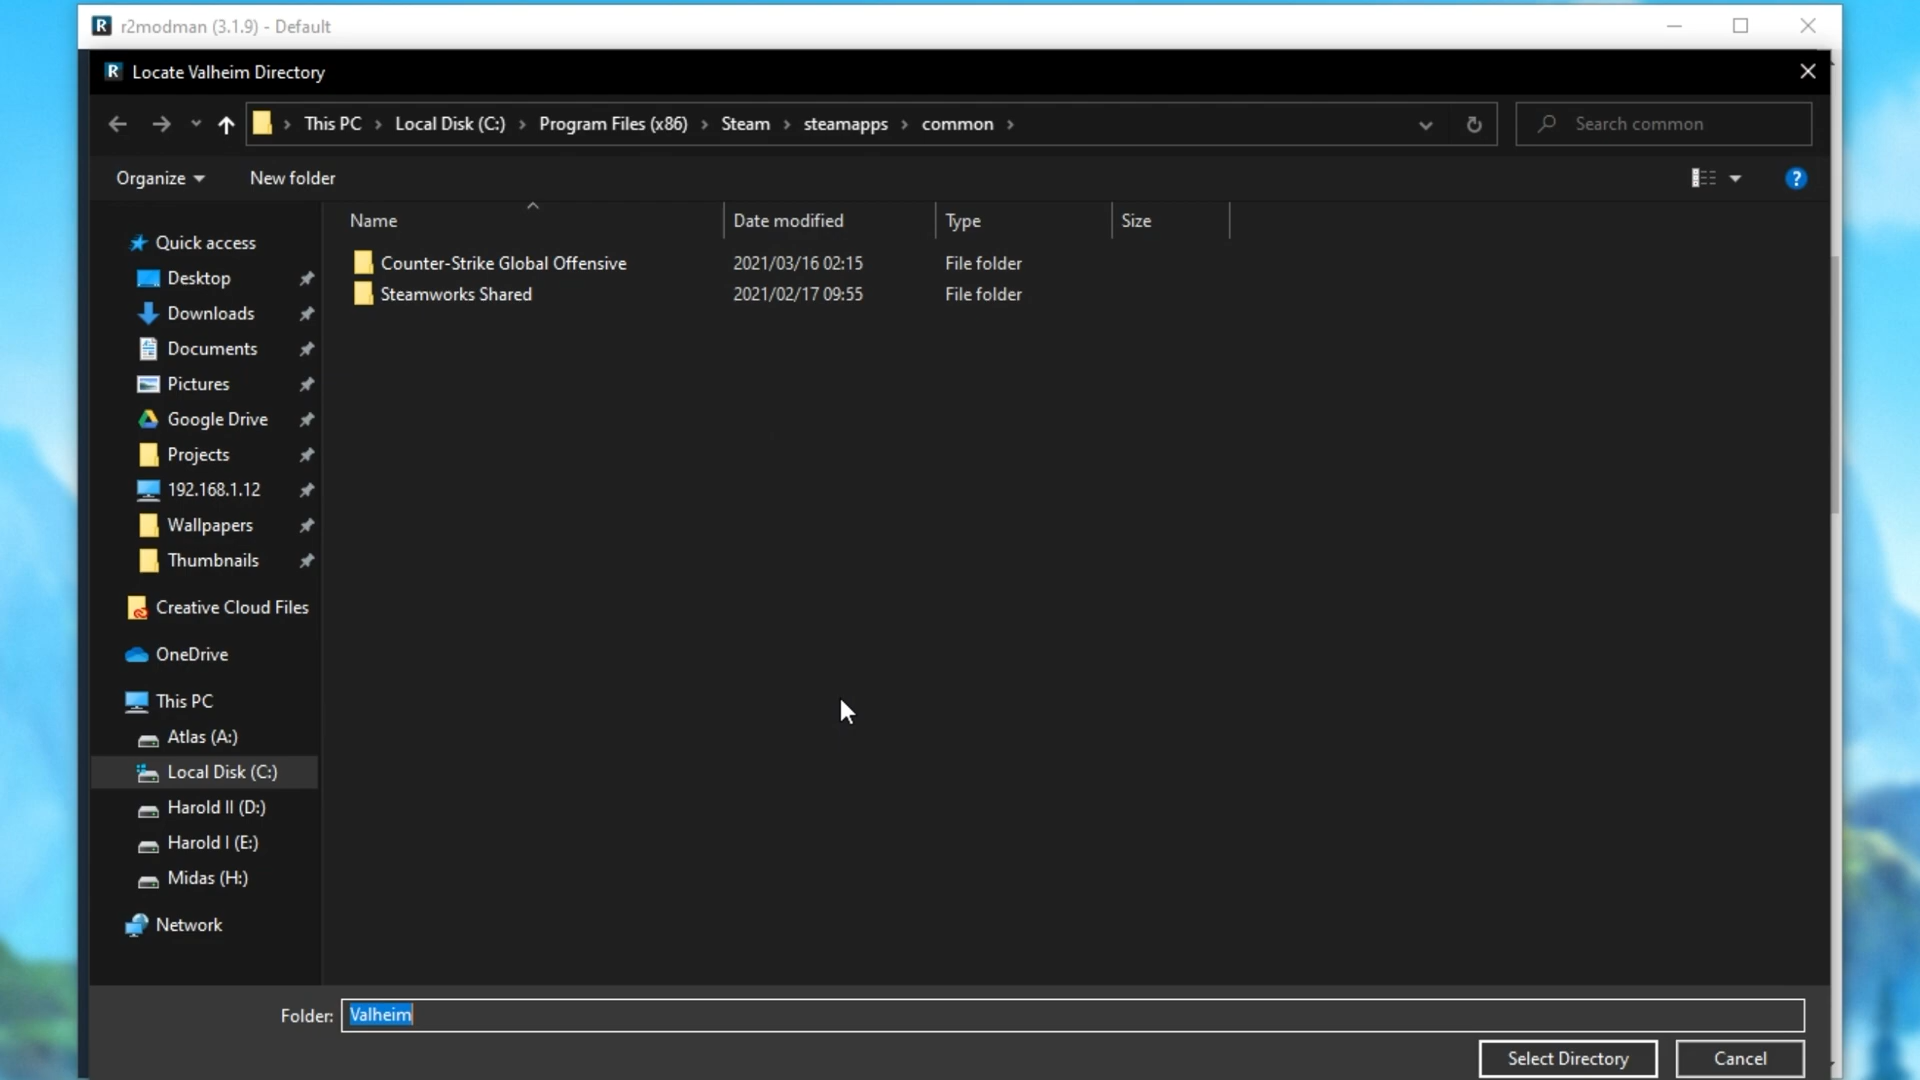 r2modman (3.1.9) - Default
Locate Valheim Directory
This PC > Local Disk (C:) > Program Files (x86) > Steam > steamapps > common >
Search common
Organize
New folder
Name
Date modified
Type
Size
Counter-Strike Global Offensive 2021/03/16 02:15 File folder
Steamworks Shared 2021/02/17 09:55 File folder
Quick access
Desktop
Downloads
Documents
Pictures
Google Drive
Projects
192.168.1.12
Wallpapers
Thumbnails
Creative Cloud Files
OneDrive
This PC
Atlas (A:)
Local Disk (C:)
Harold II (D:)
Harold I (E:)
Midas (H:)
Network
Folder: Valheim
Select Directory
Cancel